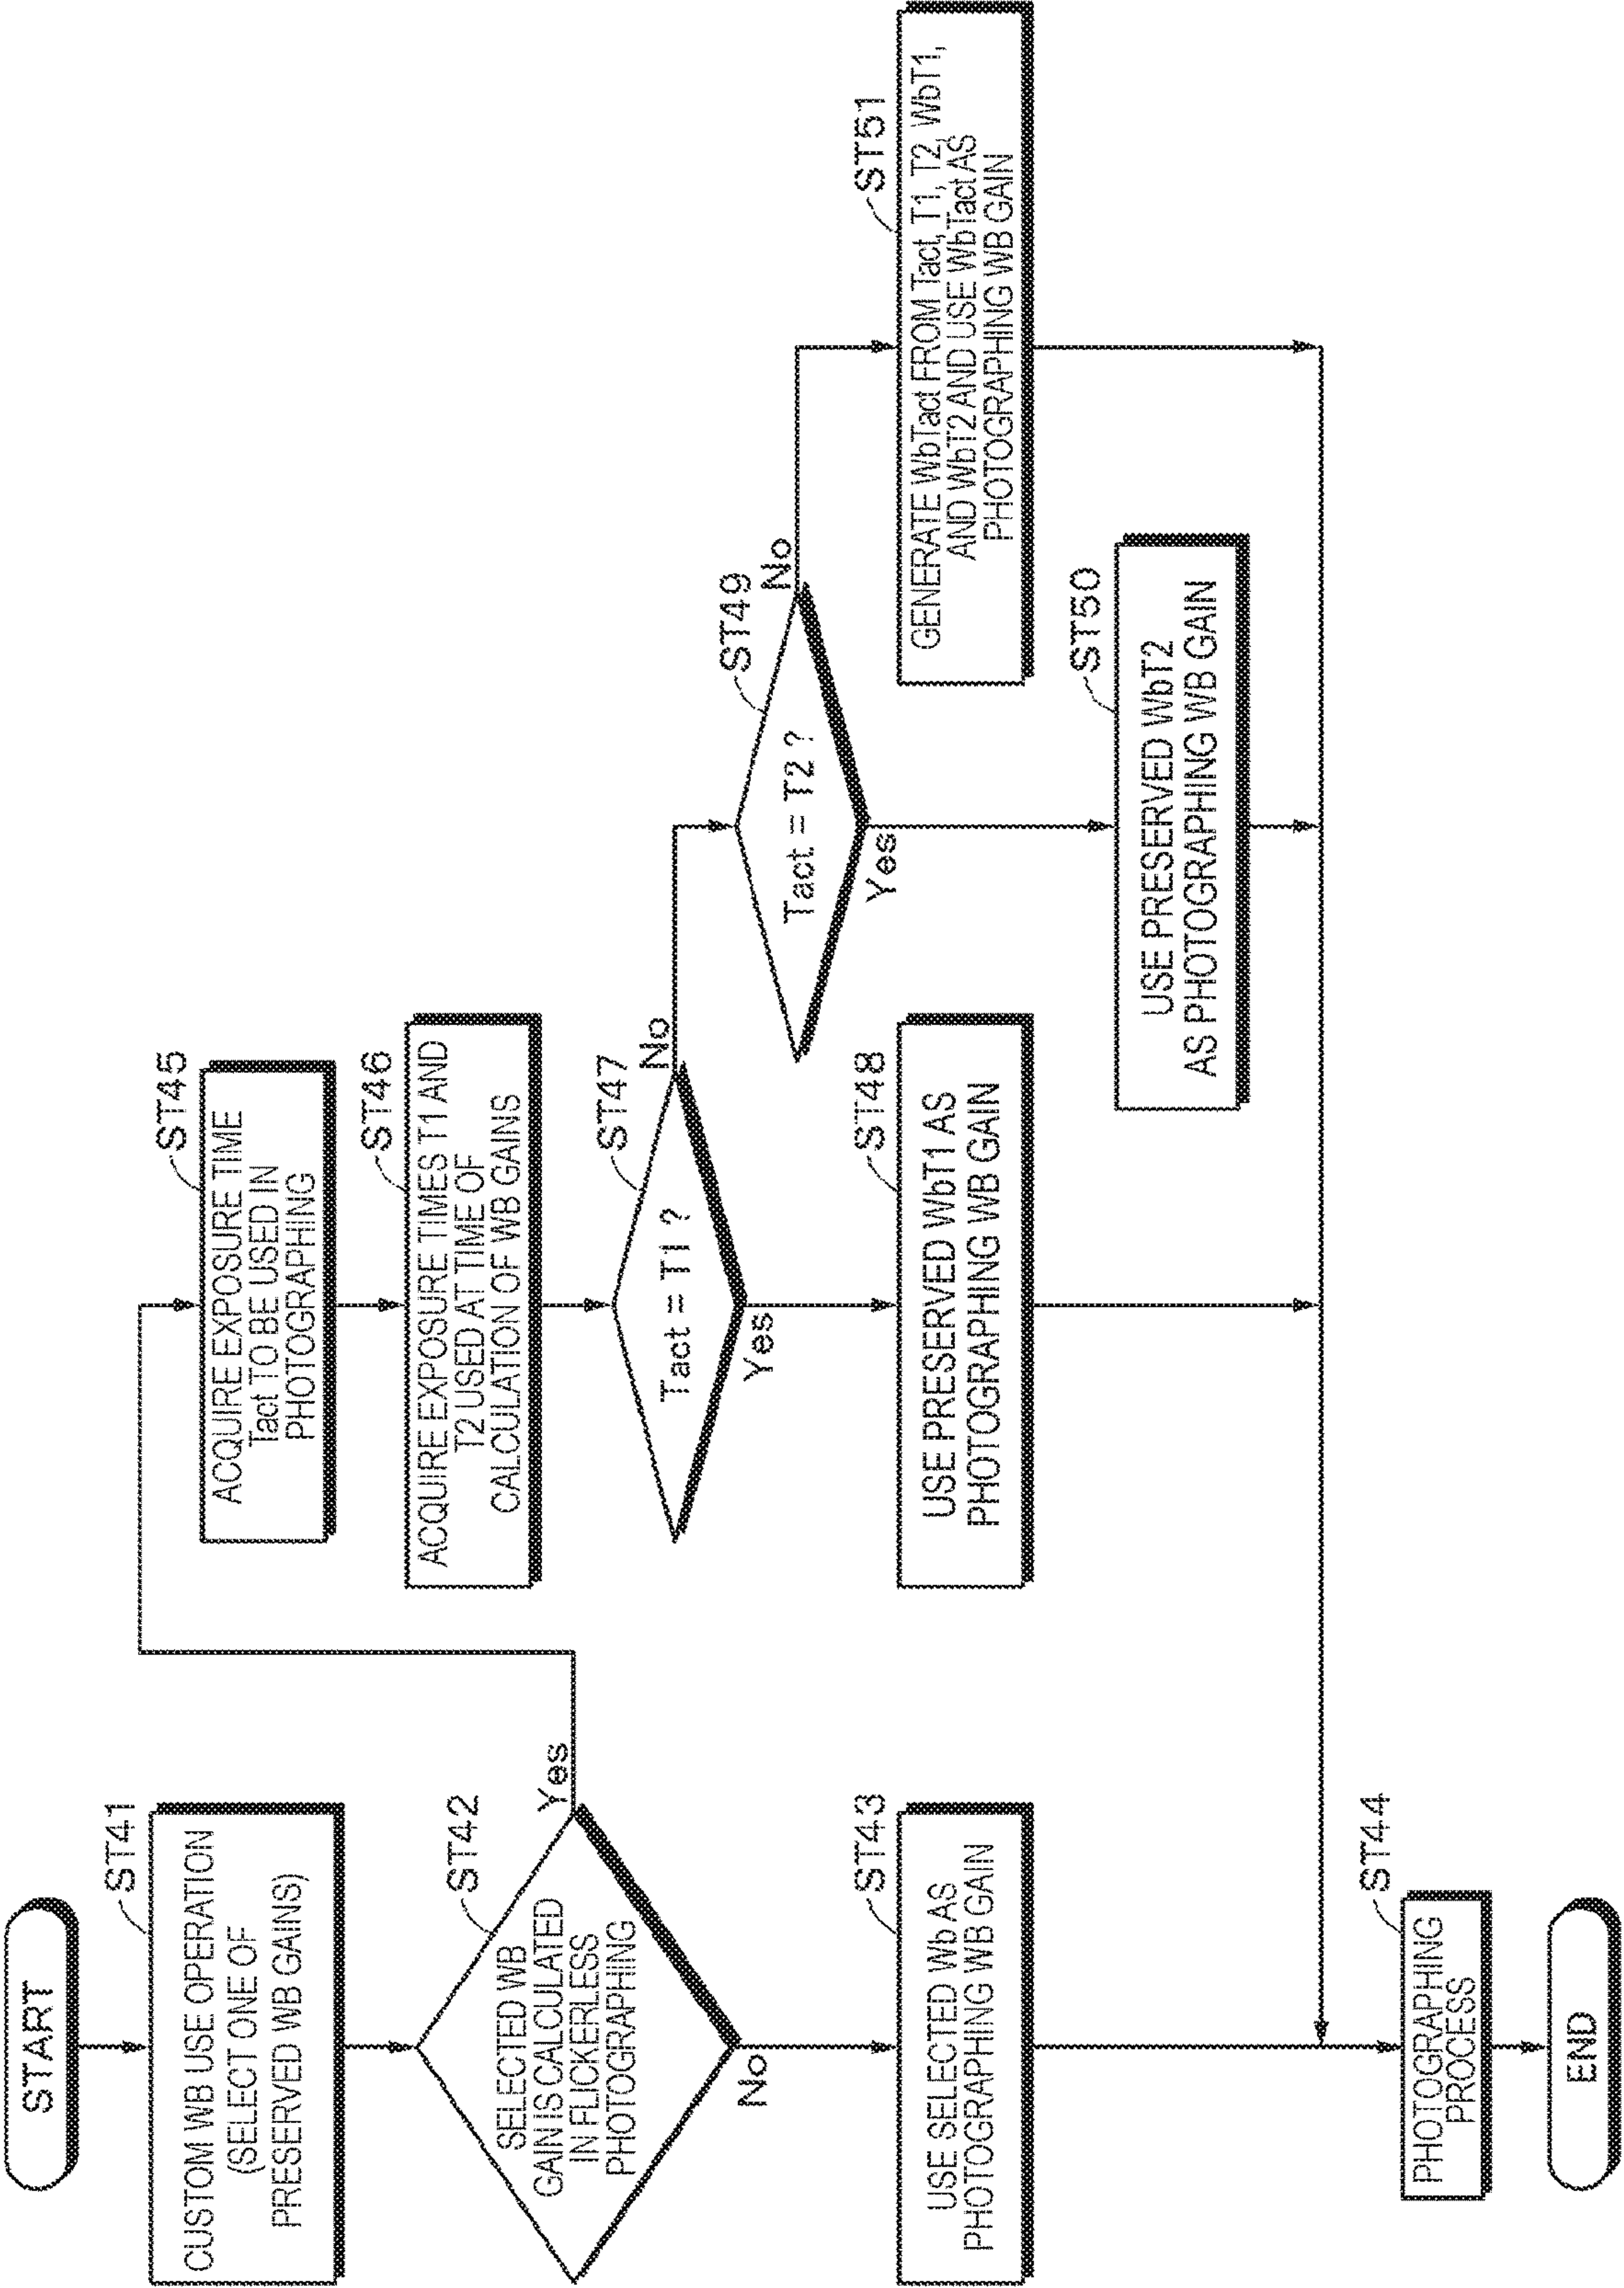 START
ST41
CUSTOM WB USE OPERATION
(SELECT ONE OF
PRESERVED WB GAINS)
ST42
SELECTED WB
GAIN IS CALCULATED
IN FLICKERLESS
PHOTOGRAPHING
Yes
No
ST43
USE SELECTED Wb AS
PHOTOGRAPHING WB GAIN
ST44
PHOTOGRAPHING
PROCESS
END
ST45
ACQUIRE EXPOSURE TIME
Tact TO BE USED IN
PHOTOGRAPHING
ST46
ACQUIRE EXPOSURE TIMES T1 AND
T2 USED AT TIME OF
CALCULATION OF WB GAINS
ST47
Tact = T1 ?
No
Yes
ST48
USE PRESERVED WbT1 AS
PHOTOGRAPHING WB GAIN
ST49
Tact = T2 ?
No
Yes
ST50
USE PRESERVED WbT2
AS PHOTOGRAPHING WB GAIN
ST51
GENERATE WbTact FROM Tact, T1, T2, WbT1,
AND WbT2 AND USE WbTact AS
PHOTOGRAPHING WB GAIN